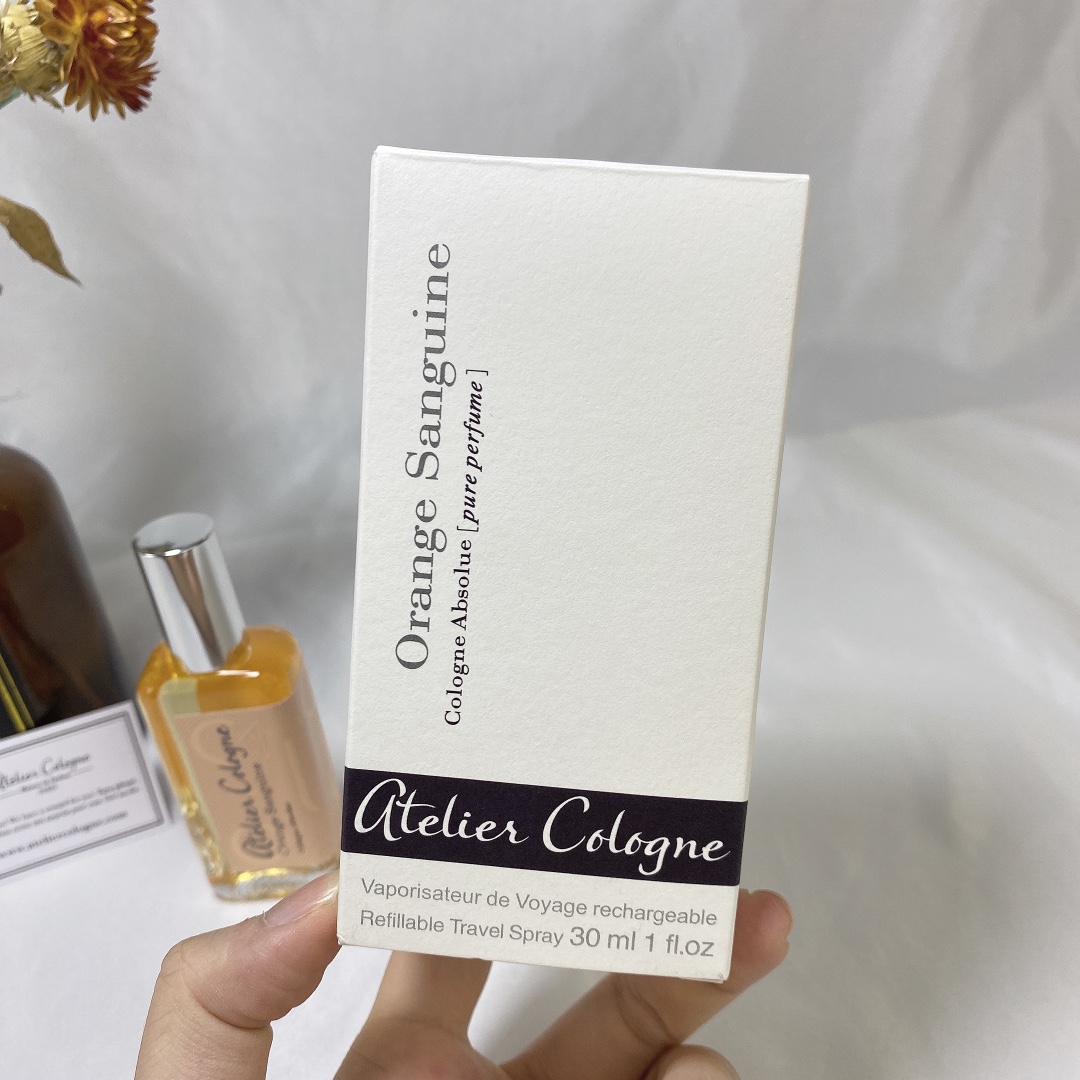 Orange Sanguine
Cologne Absolue [pure perfume]
Atelier Cologne
Vaporisateur de Voyage rechargeable
Refillable Travel Spray 30 ml 1 fl.oz
Atelier Cologne
Orange Sanguine
Atelier Cologne